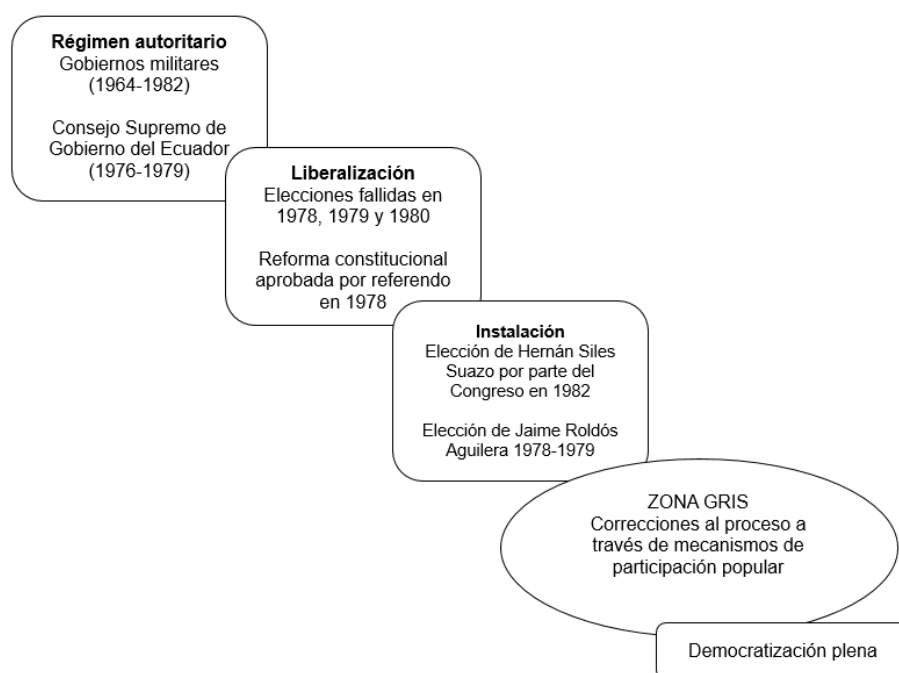 Régimen autoritario
Gobiernos militares
(1964-1982)
Consejo Supremo de
Gobierno del Ecuador
(1976-1979)
Liberalización
Elecciones fallidas en
1978, 1979 y 1980
Reforma constitucional
aprobada por referendo
en 1978
Instalación
Elección de Hernán Siles
Suazo por parte del
Congreso en 1982
Elección de Jaime Roldós
Aguilera 1978-1979
ZONA GRIS
Correcciones al proceso a
través de mecanismos de
participación popular
Democratización plena